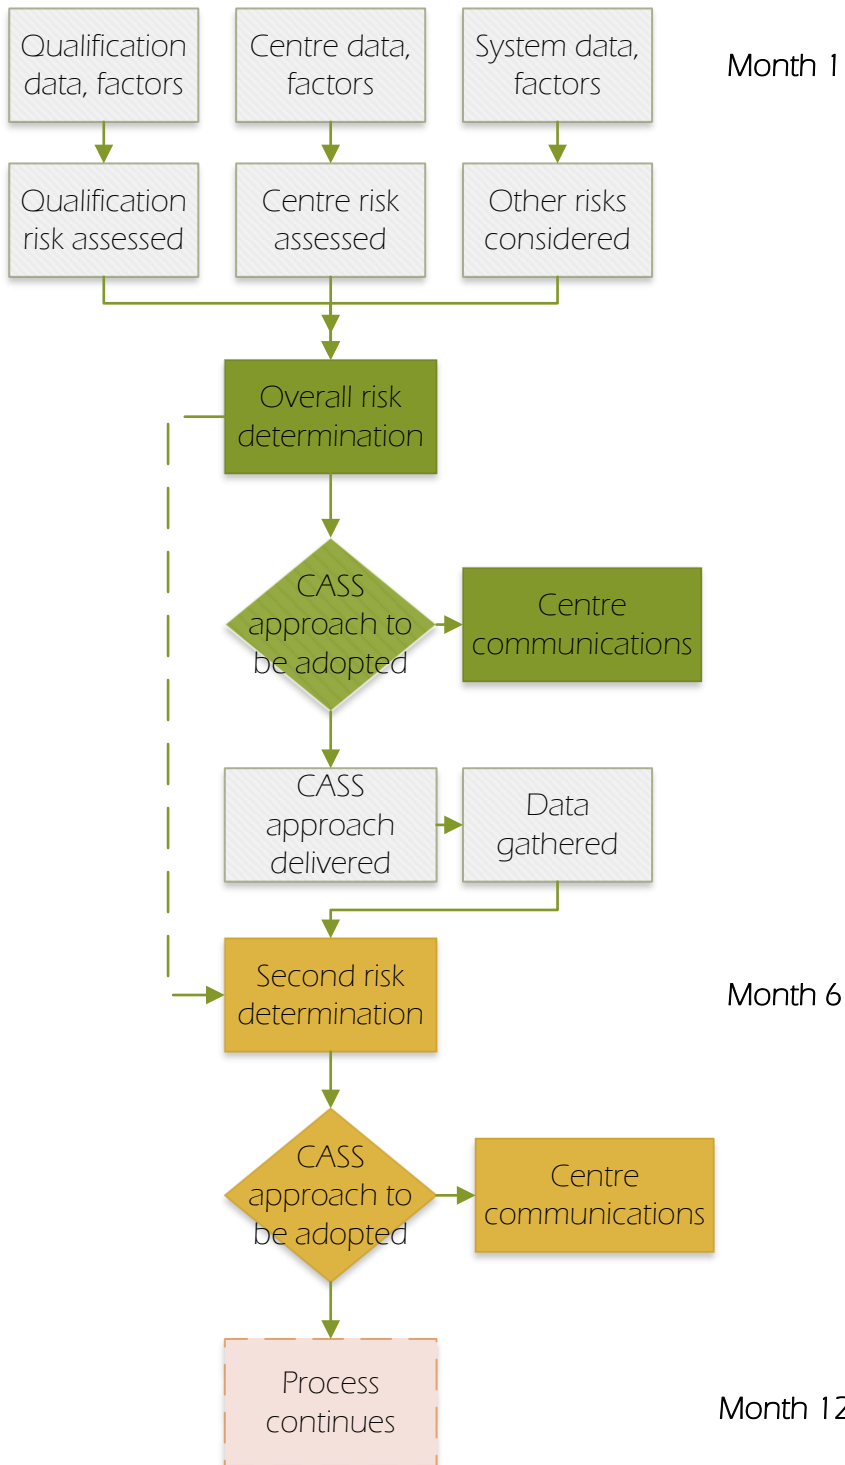 Qualification
data, factors
Centre data,
factors
System data,
factors
Month 1
Qualification
risk assessed
Centre risk
assessed
Other risks
considered
Overall risk
determination
CASS
approach to
be adopted
Centre
communications
CASS
approach
delivered
Data
gathered
Second risk
determination
Month 6
CASS
approach to
be adopted
Centre
communications
Process
continues
Month 12